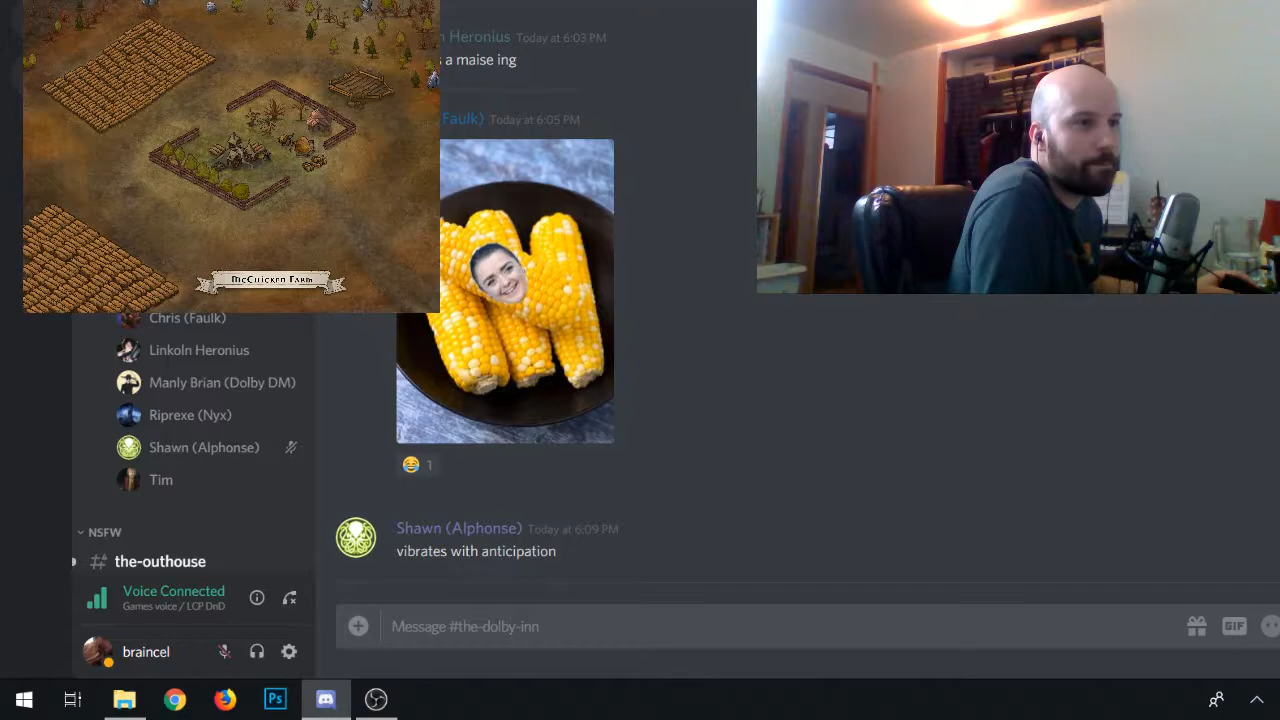 n Heronius Today at 6:03 PM
s a maise ing
(Faulk) Today at 6:05 PM
McChicken Farm
Chris (Faulk)
Linkoln Heronius
Manly Brian (Dolby DM)
Riprexe (Nyx)
Shawn (Alphonse)
Tim
1
NSFW
the-outhouse
Shawn (Alphonse) Today at 6:09 PM
vibrates with anticipation
Voice Connected
Games voice / LCP DnD
Message #the-dolby-inn
GIF
braincel
Ps